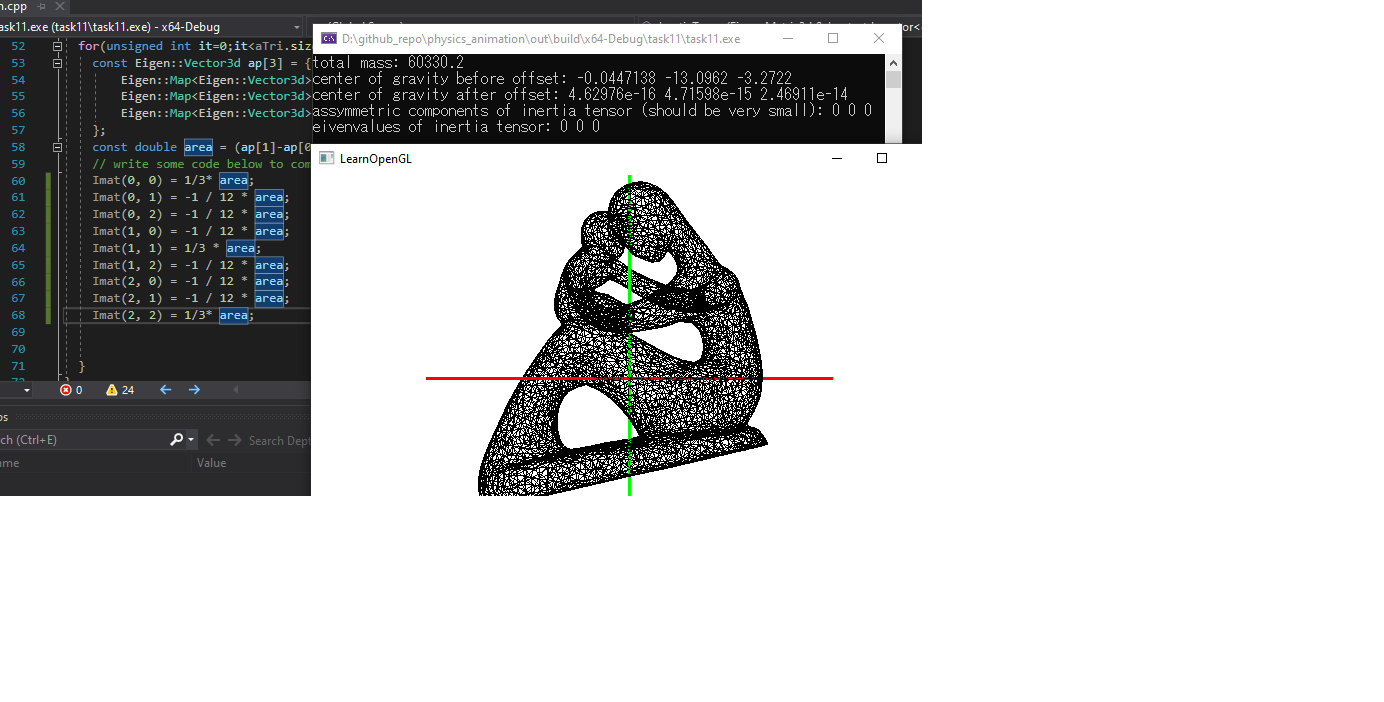 n.cpp
ask11.exe (task11\task11.exe) - x64-Debug
52 for(unsigned int it=0;it<aTri.siz
53 const Eigen::Vector3d ap[3] = {
54 Eigen::Map<Eigen::Vector3d>
55 Eigen::Map<Eigen::Vector3d>
56 Eigen::Map<Eigen::Vector3d>
57 };
58 const double area = (ap[1]-ap[0
59 // write some code below to com
60 Imat(0, 0) = 1/3* area;
61 Imat(0, 1) = -1 / 12 * area;
62 Imat(0, 2) = -1 / 12 * area;
63 Imat(1, 0) = -1 / 12 * area;
64 Imat(1, 1) = 1/3 * area;
65 Imat(1, 2) = -1 / 12 * area;
66 Imat(2, 0) = -1 / 12 * area;
67 Imat(2, 1) = -1 / 12 * area;
68 Imat(2, 2) = 1/3* area;
69
70
71 }
0 24
ps
ch (Ctrl+E) Search Dept
ame Value
D:\github_repo\physics_animation\out\build\x64-Debug\task11\task11.exe
total mass: 60330.2
center of gravity before offset: -0.0447138 -13.0962 -3.2722
center of gravity after offset: 4.62976e-16 4.71598e-15 2.46911e-14
assymmetric components of inertia tensor (should be very small): 0 0 0
eivenvalues of inertia tensor: 0 0 0
LearnOpenGL